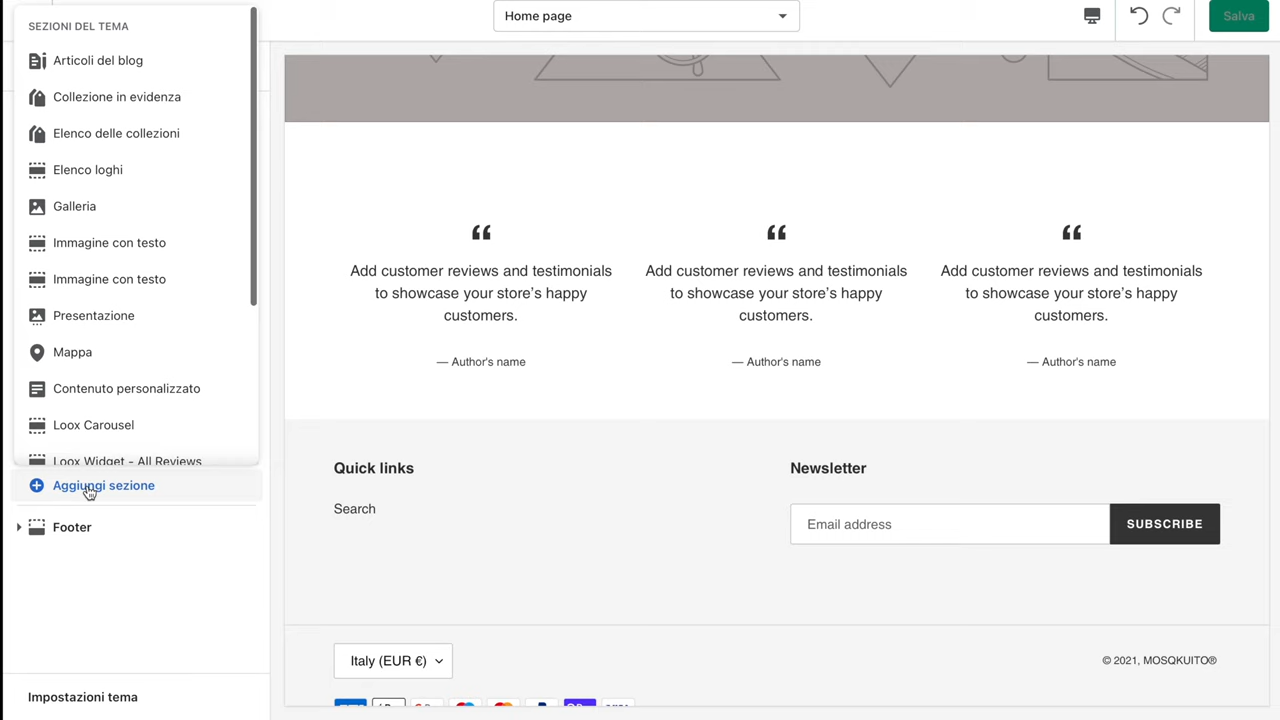 SEZIONI DEL TEMA
Articoli del blog
Collezione in evidenza
Elenco delle collezioni
Elenco loghi
Galleria
Immagine con testo
Immagine con testo
Presentazione
Mappa
Contenuto personalizzato
Loox Carousel
Loox Widget - All Reviews
Aggiungi sezione
Footer
Impostazioni tema
Home page
Salva
“
Add customer reviews and testimonials
to showcase your store’s happy
customers.
— Author's name
“
Add customer reviews and testimonials
to showcase your store’s happy
customers.
— Author's name
“
Add customer reviews and testimonials
to showcase your store’s happy
customers.
— Author's name
Quick links
Search
Newsletter
Email address
SUBSCRIBE
Italy (EUR €)
© 2021, MOSQKUITO®